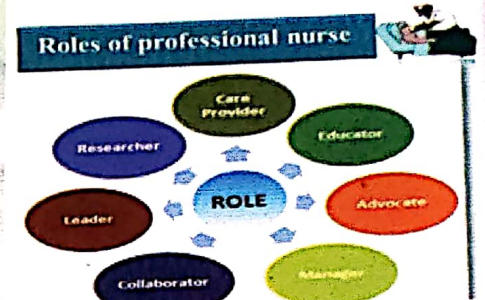 Roles of professional nurse
Care
Provider
Educator
Researcher
ROLE
Advocate
Leader
Manager
Collaborator